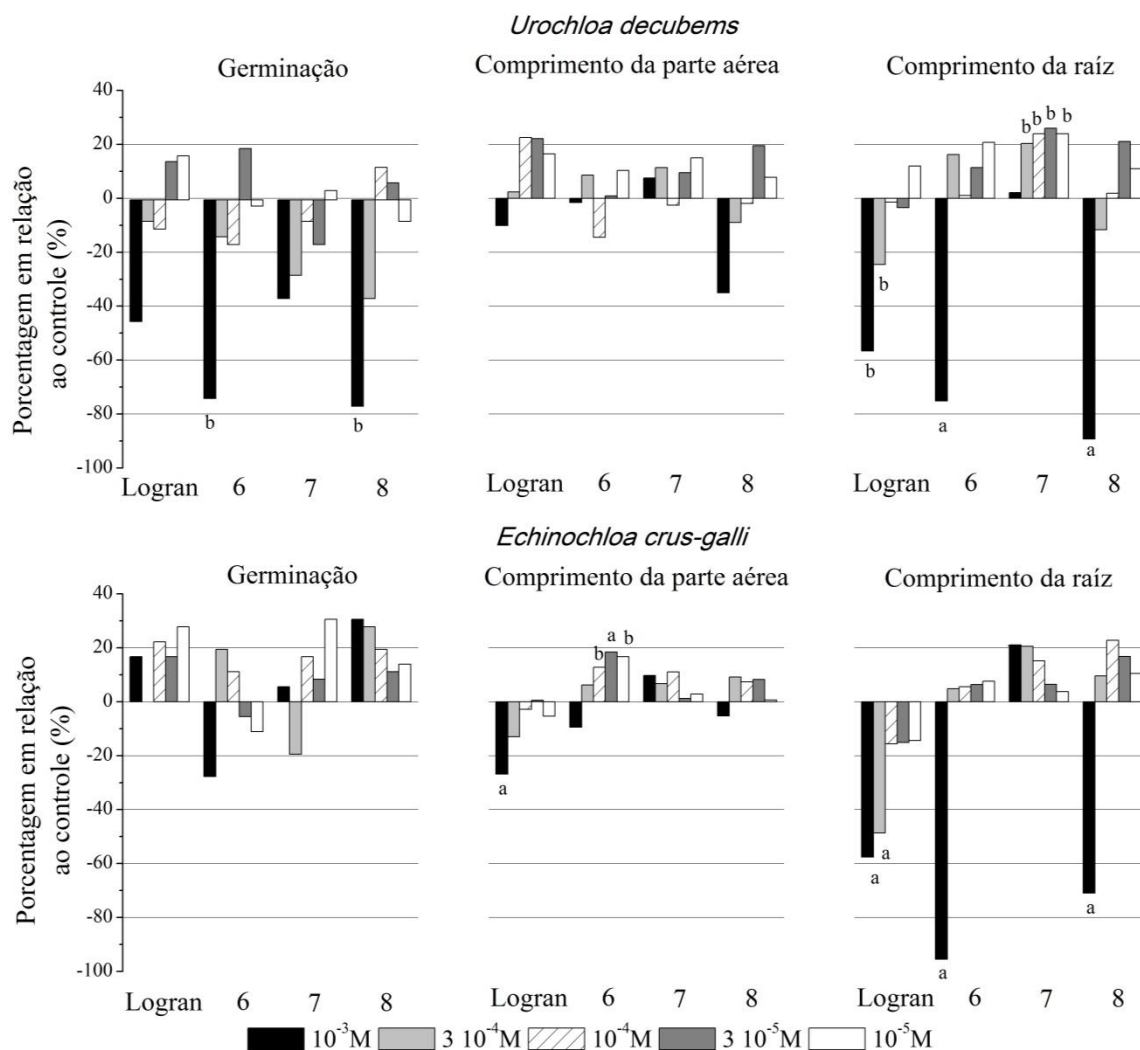 Urochloa decubems
Germinação
Comprimento da parte aérea
Comprimento da raíz
Porcentagem em relação
ao controle (%)
40
20
0
-20
-40
-60
-80
-100
b
b
b b b b
b
b
a
a
Logran 6 7 8
Logran 6 7 8
Logran 6 7 8
Echinochloa crus-galli
Germinação
Comprimento da parte aérea
Comprimento da raíz
Porcentagem em relação
ao controle (%)
40
20
0
-20
-40
-60
-80
-100
a
b a b
a
a
a
a
Logran 6 7 8
Logran 6 7 8
Logran 6 7 8
10⁻³M 3 10⁻⁴M 10⁻⁴M 3 10⁻⁵M 10⁻⁵M